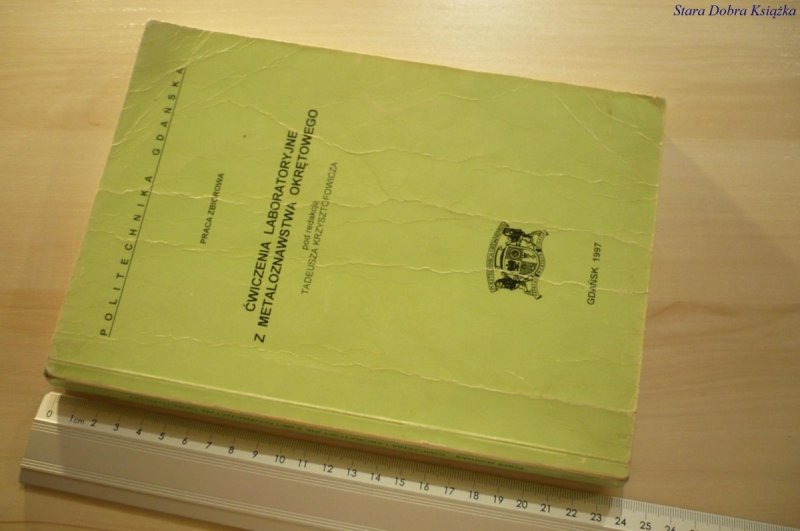 Stara Dobra Książka
POLITECHNIKA GDAŃSKA
PRACA ZBIOROWA
ĆWICZENIA LABORATORYJNE
Z METALOZNAWSTWA OKRĘTOWEGO
pod redakcją
TADEUSZA KRZYSZTOFOWICZA
GDAŃSK 1997
0 1cm 2 3 4 5 6 7 8 9 10 11 12 13 14 15 16 17 18 19 20 21 22 23 24 25 26